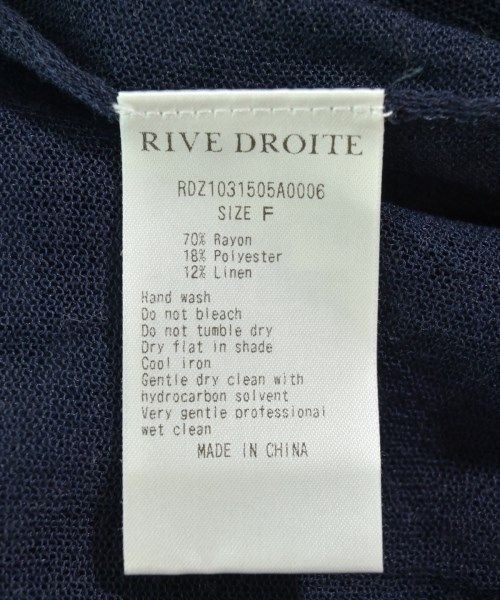 RIVE DROITE
RDZ1031505A0006
SIZE F
70% Rayon
18% Polyester
12% Linen
Hand wash
Do not bleach
Do not tumble dry
Dry flat in shade
Cool iron
Gentle dry clean with
hydrocarbon solvent
Very gentle professional
wet clean
MADE IN CHINA